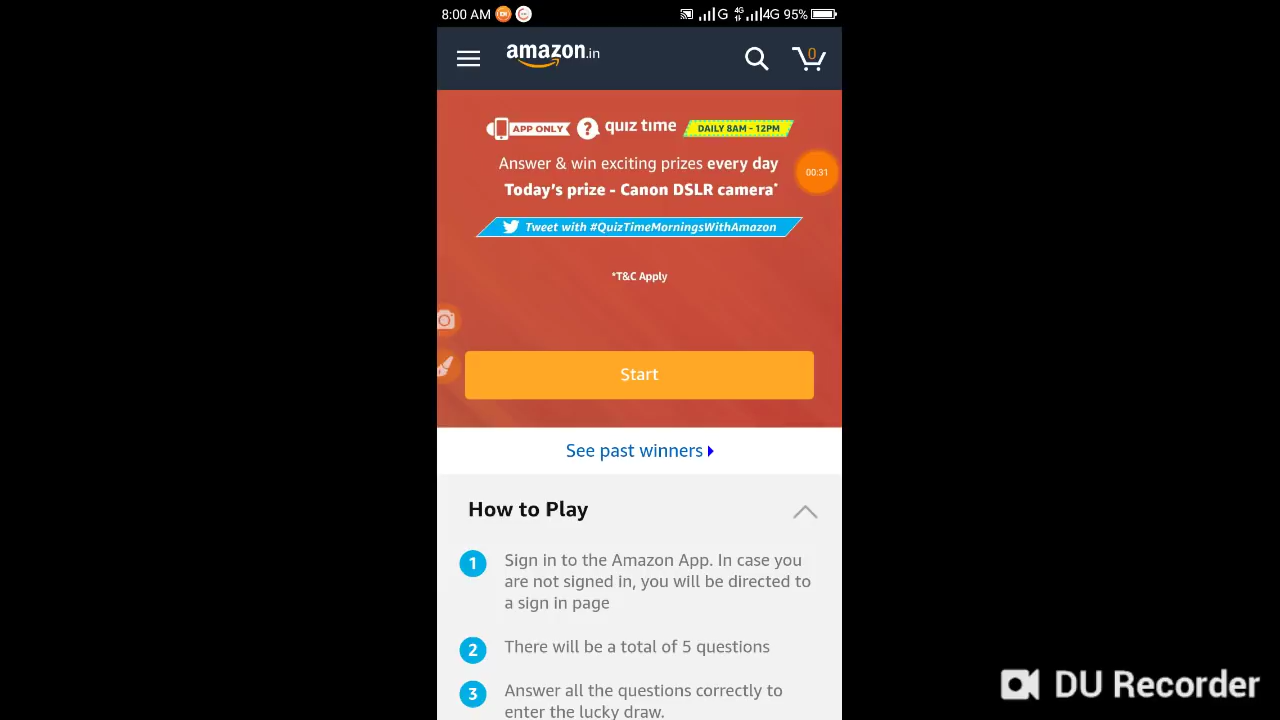 8:00 AM
G 4G 4G 95%
amazon.in
0
APP ONLY ? quiz time DAILY 8AM - 12PM
Answer & win exciting prizes every day
00:31
Today's prize - Canon DSLR camera*
Tweet with #QuizTimeMorningsWithAmazon
*T&C Apply
Start
See past winners
How to Play
1 Sign in to the Amazon App. In case you
are not signed in, you will be directed to
a sign in page
2 There will be a total of 5 questions
3 Answer all the questions correctly to
enter the lucky draw.
DU Recorder